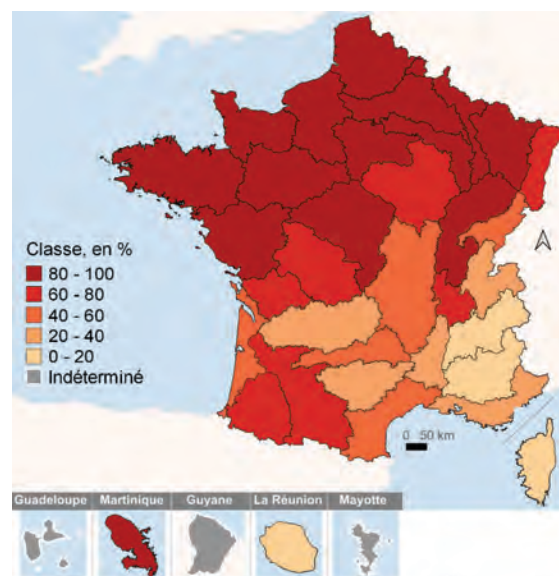 Classe, en %
80 - 100
60 - 80
40 - 60
20 - 40
0 - 20
Indéterminé
0 50 km
Guadeloupe Martinique Guyane La Réunion Mayotte